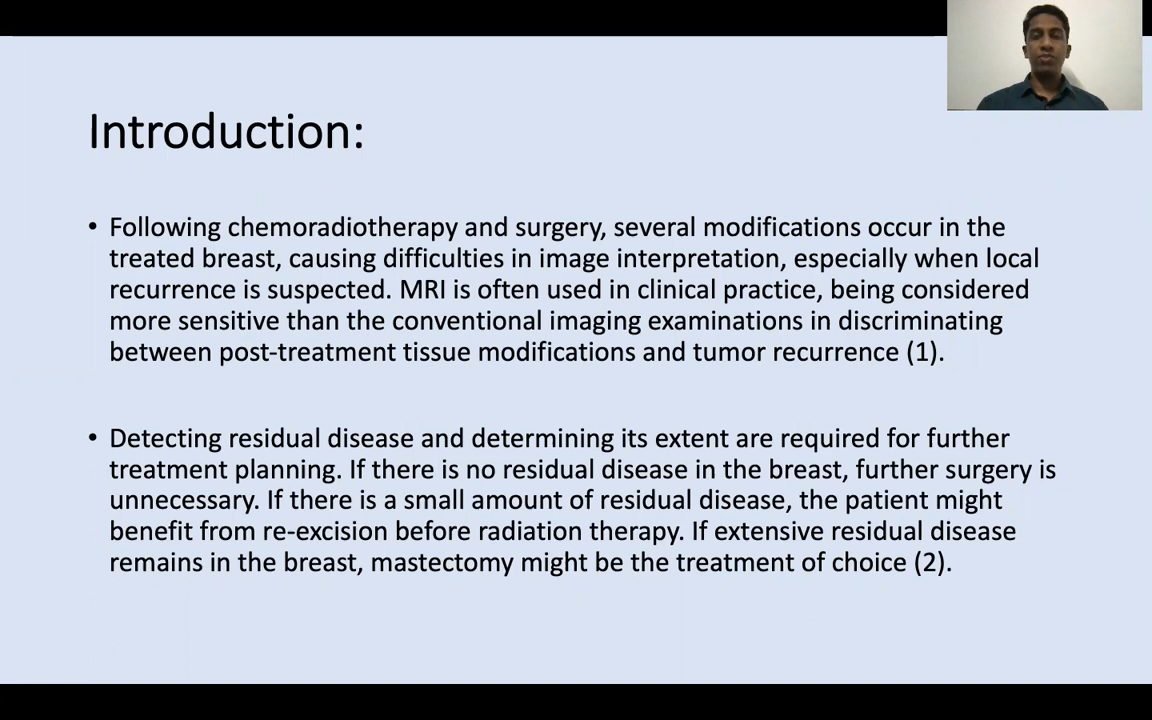 Introduction:
• Following chemoradiotherapy and surgery, several modifications occur in the
treated breast, causing difficulties in image interpretation, especially when local
recurrence is suspected. MRI is often used in clinical practice, being considered
more sensitive than the conventional imaging examinations in discriminating
between post-treatment tissue modifications and tumor recurrence (1).
• Detecting residual disease and determining its extent are required for further
treatment planning. If there is no residual disease in the breast, further surgery is
unnecessary. If there is a small amount of residual disease, the patient might
benefit from re-excision before radiation therapy. If extensive residual disease
remains in the breast, mastectomy might be the treatment of choice (2).